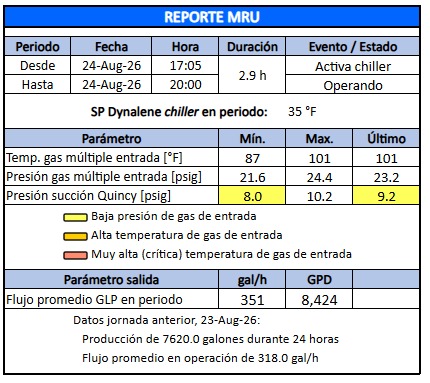 REPORTE MRU
Periodo Fecha Hora Duración Evento / Estado
Desde 24-Aug-26 17:05 2.9 h Activa chiller
Hasta 24-Aug-26 20:00 Operando
SP Dynalene chiller en periodo: 35 °F
Parámetro Mín. Max. Último
Temp. gas múltiple entrada [°F] 87 101 101
Presión gas múltiple entrada [psig] 21.6 24.4 23.2
Presión succión Quincy [psig] 8.0 10.2 9.2
Baja presión de gas de entrada
Alta temperatura de gas de entrada
Muy alta (crítica) temperatura de gas de entrada
Parámetro salida gal/h GPD
Flujo promedio GLP en periodo 351 8,424
Datos jornada anterior, 23-Aug-26:
Producción de 7620.0 galones durante 24 horas
Flujo promedio en operación de 318.0 gal/h